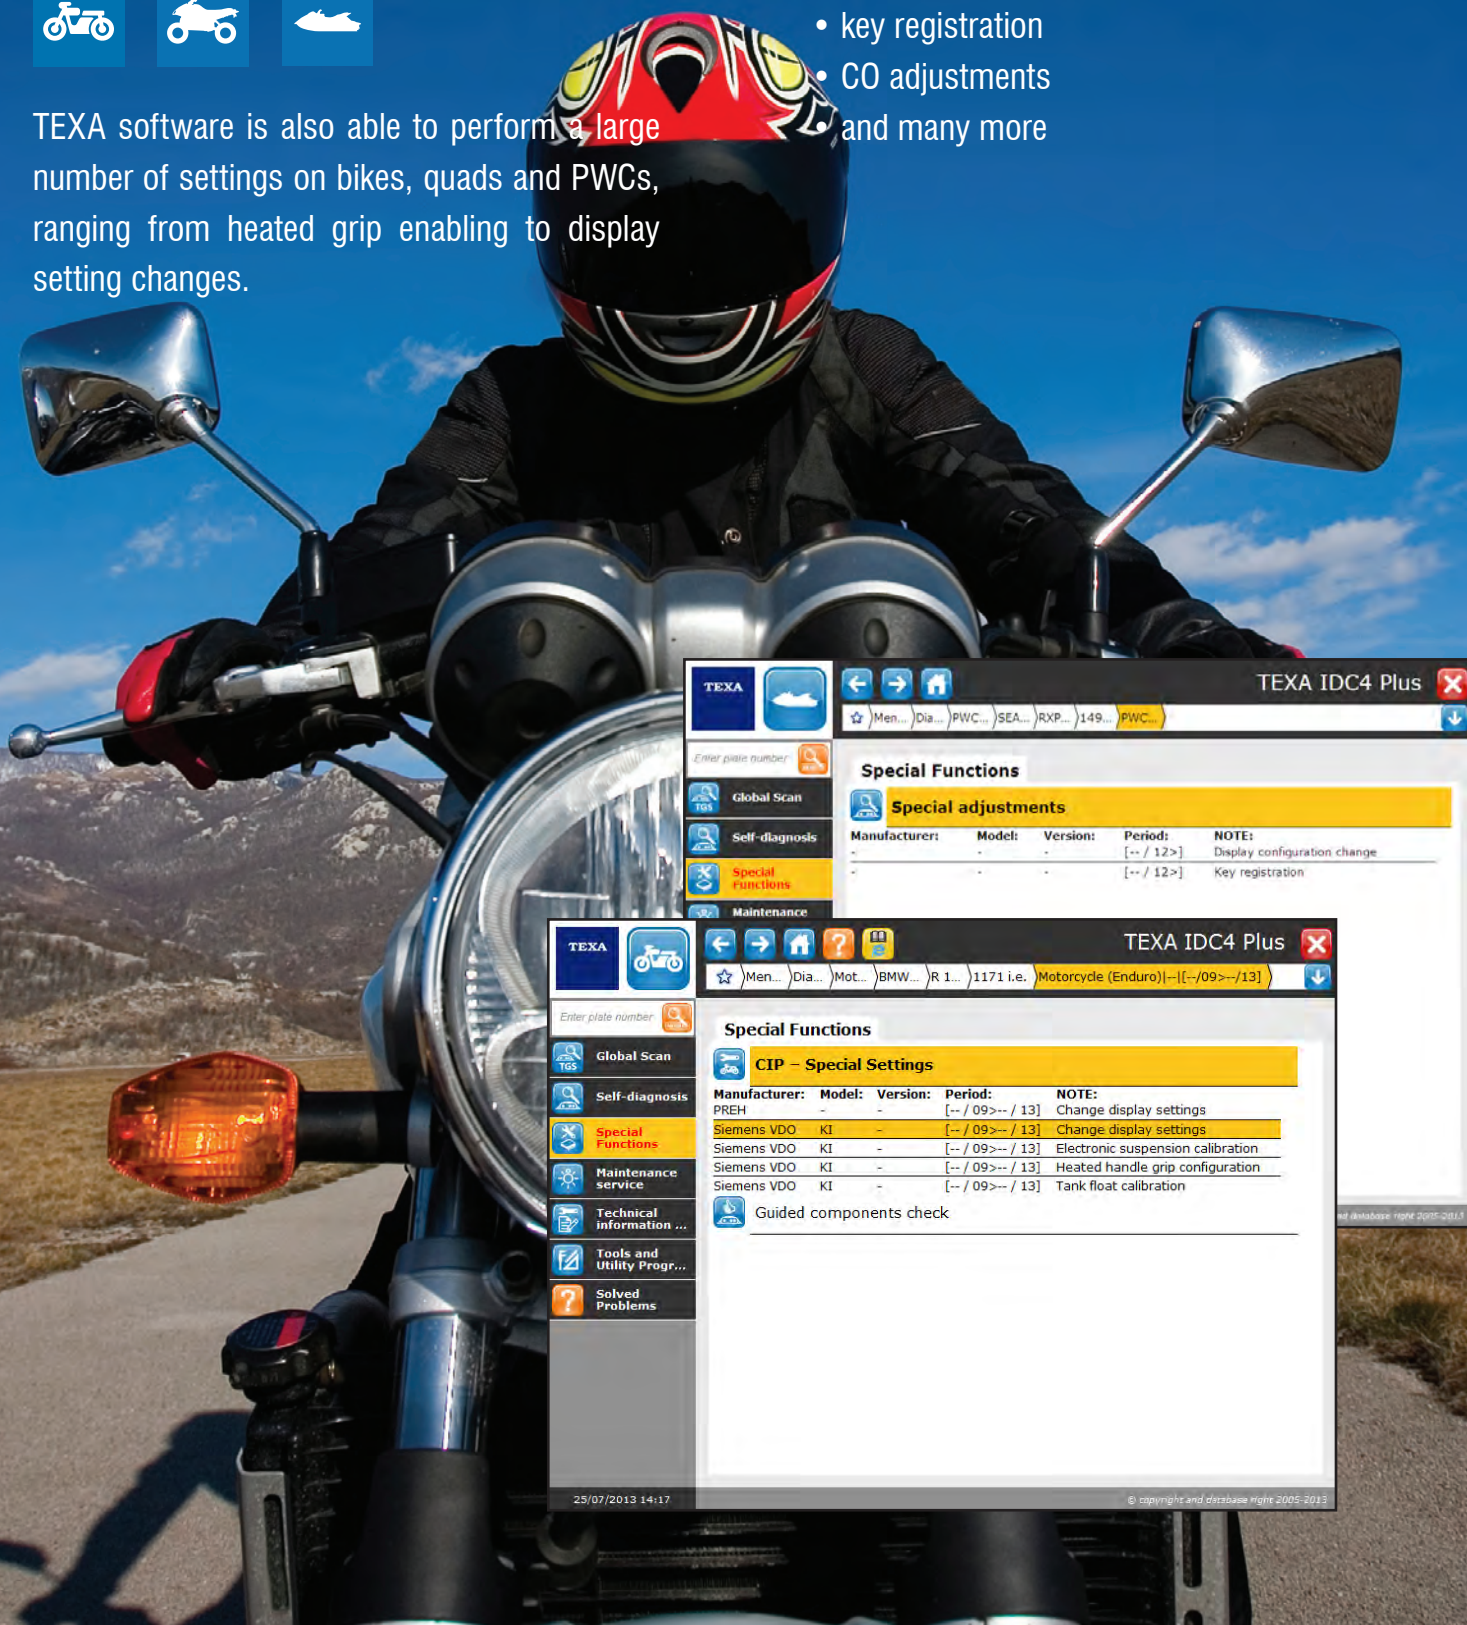 TEXA software is also able to perform a large
number of settings on bikes, quads and PWCs,
ranging from heated grip enabling to display
setting changes.
• key registration
• CO adjustments
• and many more
TEXA
TEXA IDC4 Plus
Men... Dia... PWC... SEA... RXP... 149... PWC...
Enter plate number
Global Scan
TGS
Self-diagnosis
Special
Functions
Maintenance
Special Functions
Special adjustments
Manufacturer: Model: Version: Period: NOTE:
- - - [-- / 12>] Display configuration change
- - - [-- / 12>] Key registration
TEXA
TEXA IDC4 Plus
Men... Dia... Mot... BMW... R 1... 1171 i.e. Motorcycle (Enduro)|--|[--/09>--/13]
Enter plate number
Global Scan
TGS
Self-diagnosis
Special
Functions
Maintenance
service
Technical
information ...
Tools and
Utility Progr...
Solved
Problems
Special Functions
CIP – Special Settings
Manufacturer: Model: Version: Period: NOTE:
PREH - - [-- / 09>-- / 13] Change display settings
Siemens VDO KI - [-- / 09>-- / 13] Change display settings
Siemens VDO KI - [-- / 09>-- / 13] Electronic suspension calibration
Siemens VDO KI - [-- / 09>-- / 13] Heated handle grip configuration
Siemens VDO KI - [-- / 09>-- / 13] Tank float calibration
Guided components check
database right 2005-2013
25/07/2013 14:17
© copyright and database right 2005-2013